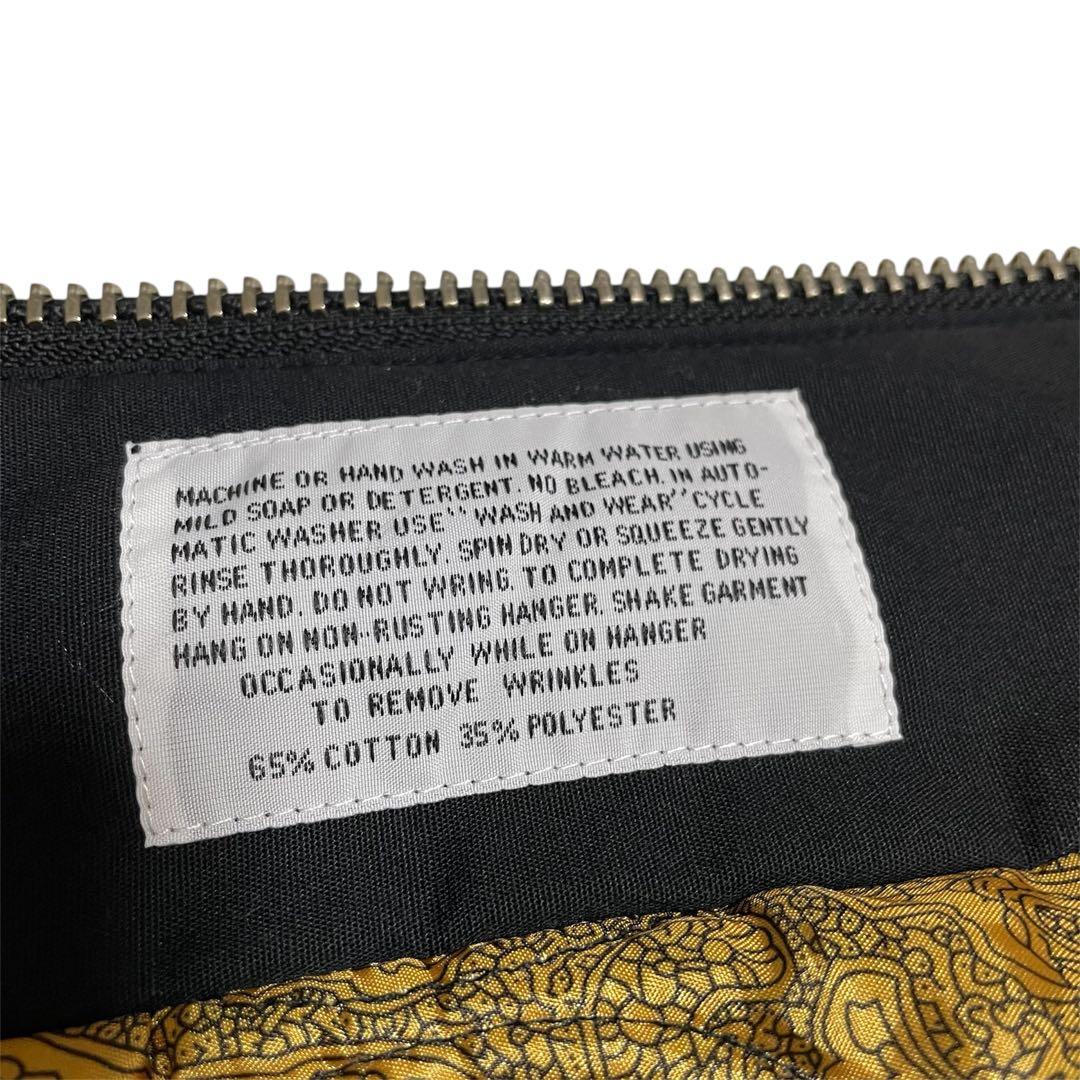 MACHINE OR HAND WASH IN WARM WATER USING
MILD SOAP OR DETERGENT. NO BLEACH. IN AUTO-
MATIC WASHER USE "WASH AND WEAR" CYCLE
RINSE THOROUGHLY. SPIN DRY OR SQUEEZE GENTLY
BY HAND. DO NOT WRING. TO COMPLETE DRYING
HANG ON NON-RUSTING HANGER. SHAKE GARMENT
OCCASIONALLY WHILE ON HANGER
TO REMOVE WRINKLES
65% COTTON 35% POLYESTER